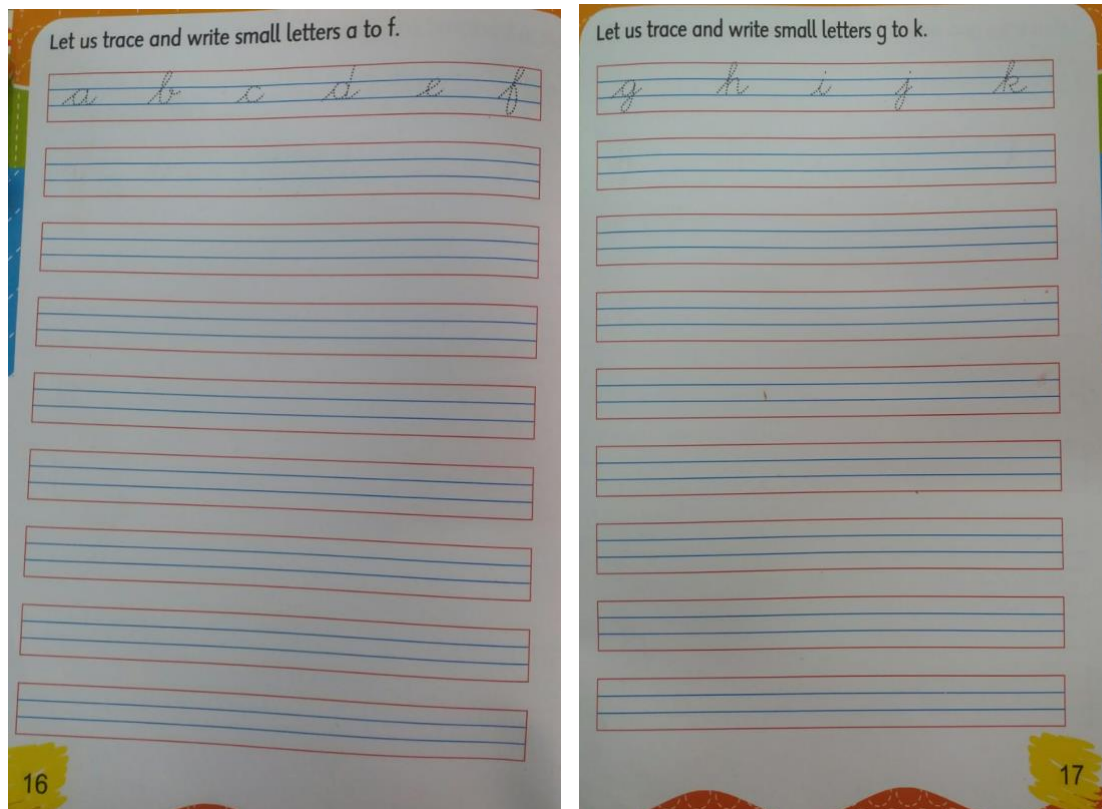 Let us trace and write small letters a to f.
a b c d e f
16
Let us trace and write small letters g to k.
g h i j k
17